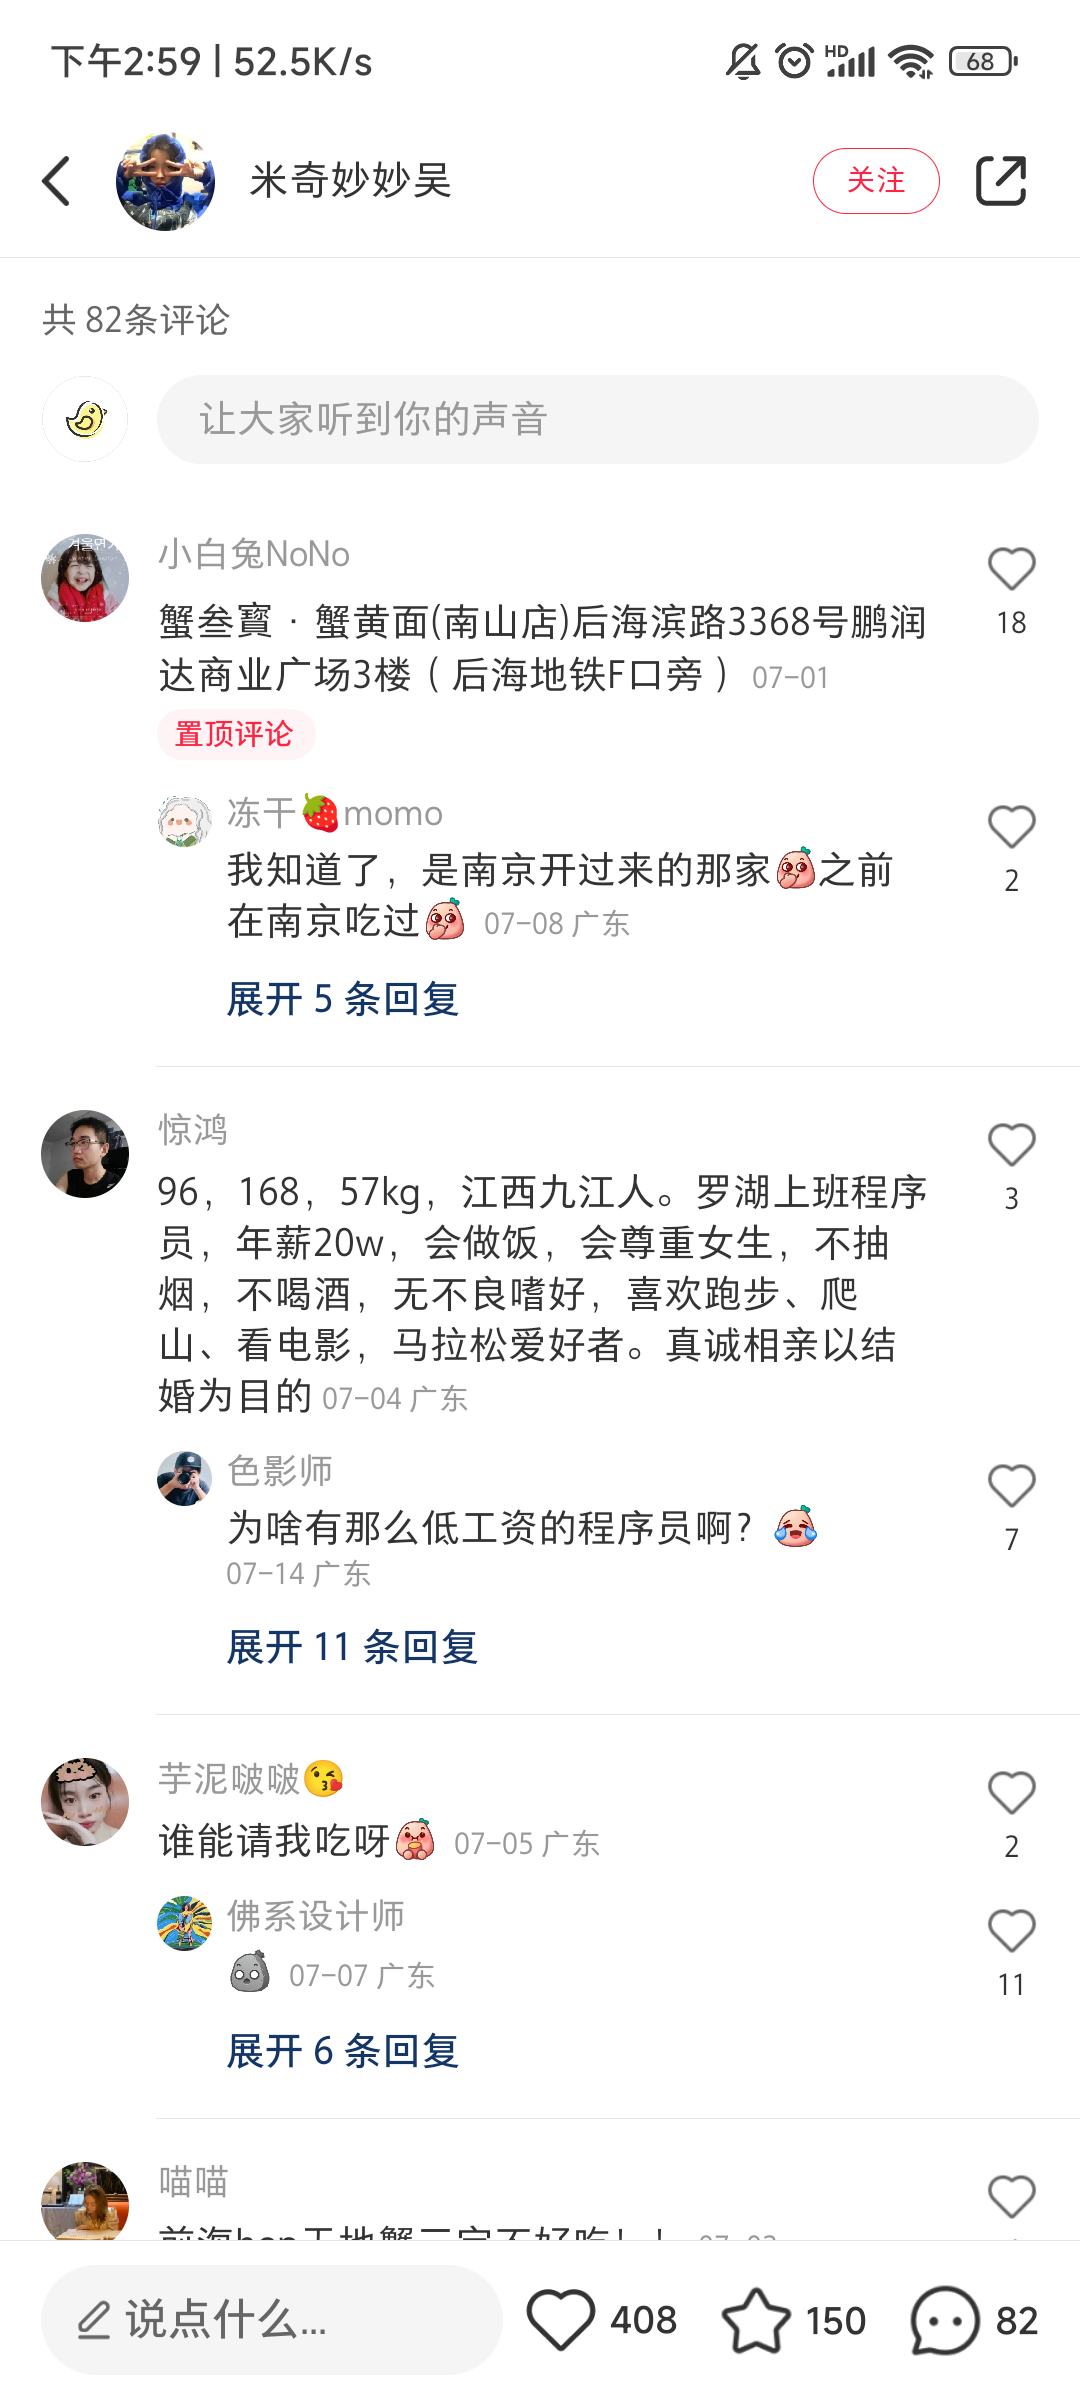 下午2:59 | 52.5K/s
HD
68
米奇妙妙吴
关注
共 82条评论
让大家听到你的声音
小白兔NoNo
蟹叁寳 · 蟹黄面(南山店)后海滨路3368号鹏润
18
达商业广场3楼（后海地铁F口旁） 07-01
置顶评论
冻干🍓momo
我知道了，是南京开过来的那家之前
2
在南京吃过 07-08 广东
展开 5 条回复
惊鸿
96，168，57kg，江西九江人。罗湖上班程序
3
员，年薪20w，会做饭，会尊重女生，不抽
烟，不喝酒，无不良嗜好，喜欢跑步、爬
山、看电影，马拉松爱好者。真诚相亲以结
婚为目的 07-04 广东
色影师
为啥有那么低工资的程序员啊？
7
07-14 广东
展开 11 条回复
芋泥啵啵😘
谁能请我吃呀 07-05 广东
2
佛系设计师
07-07 广东
11
展开 6 条回复
喵喵
说点什么...
408
150
82